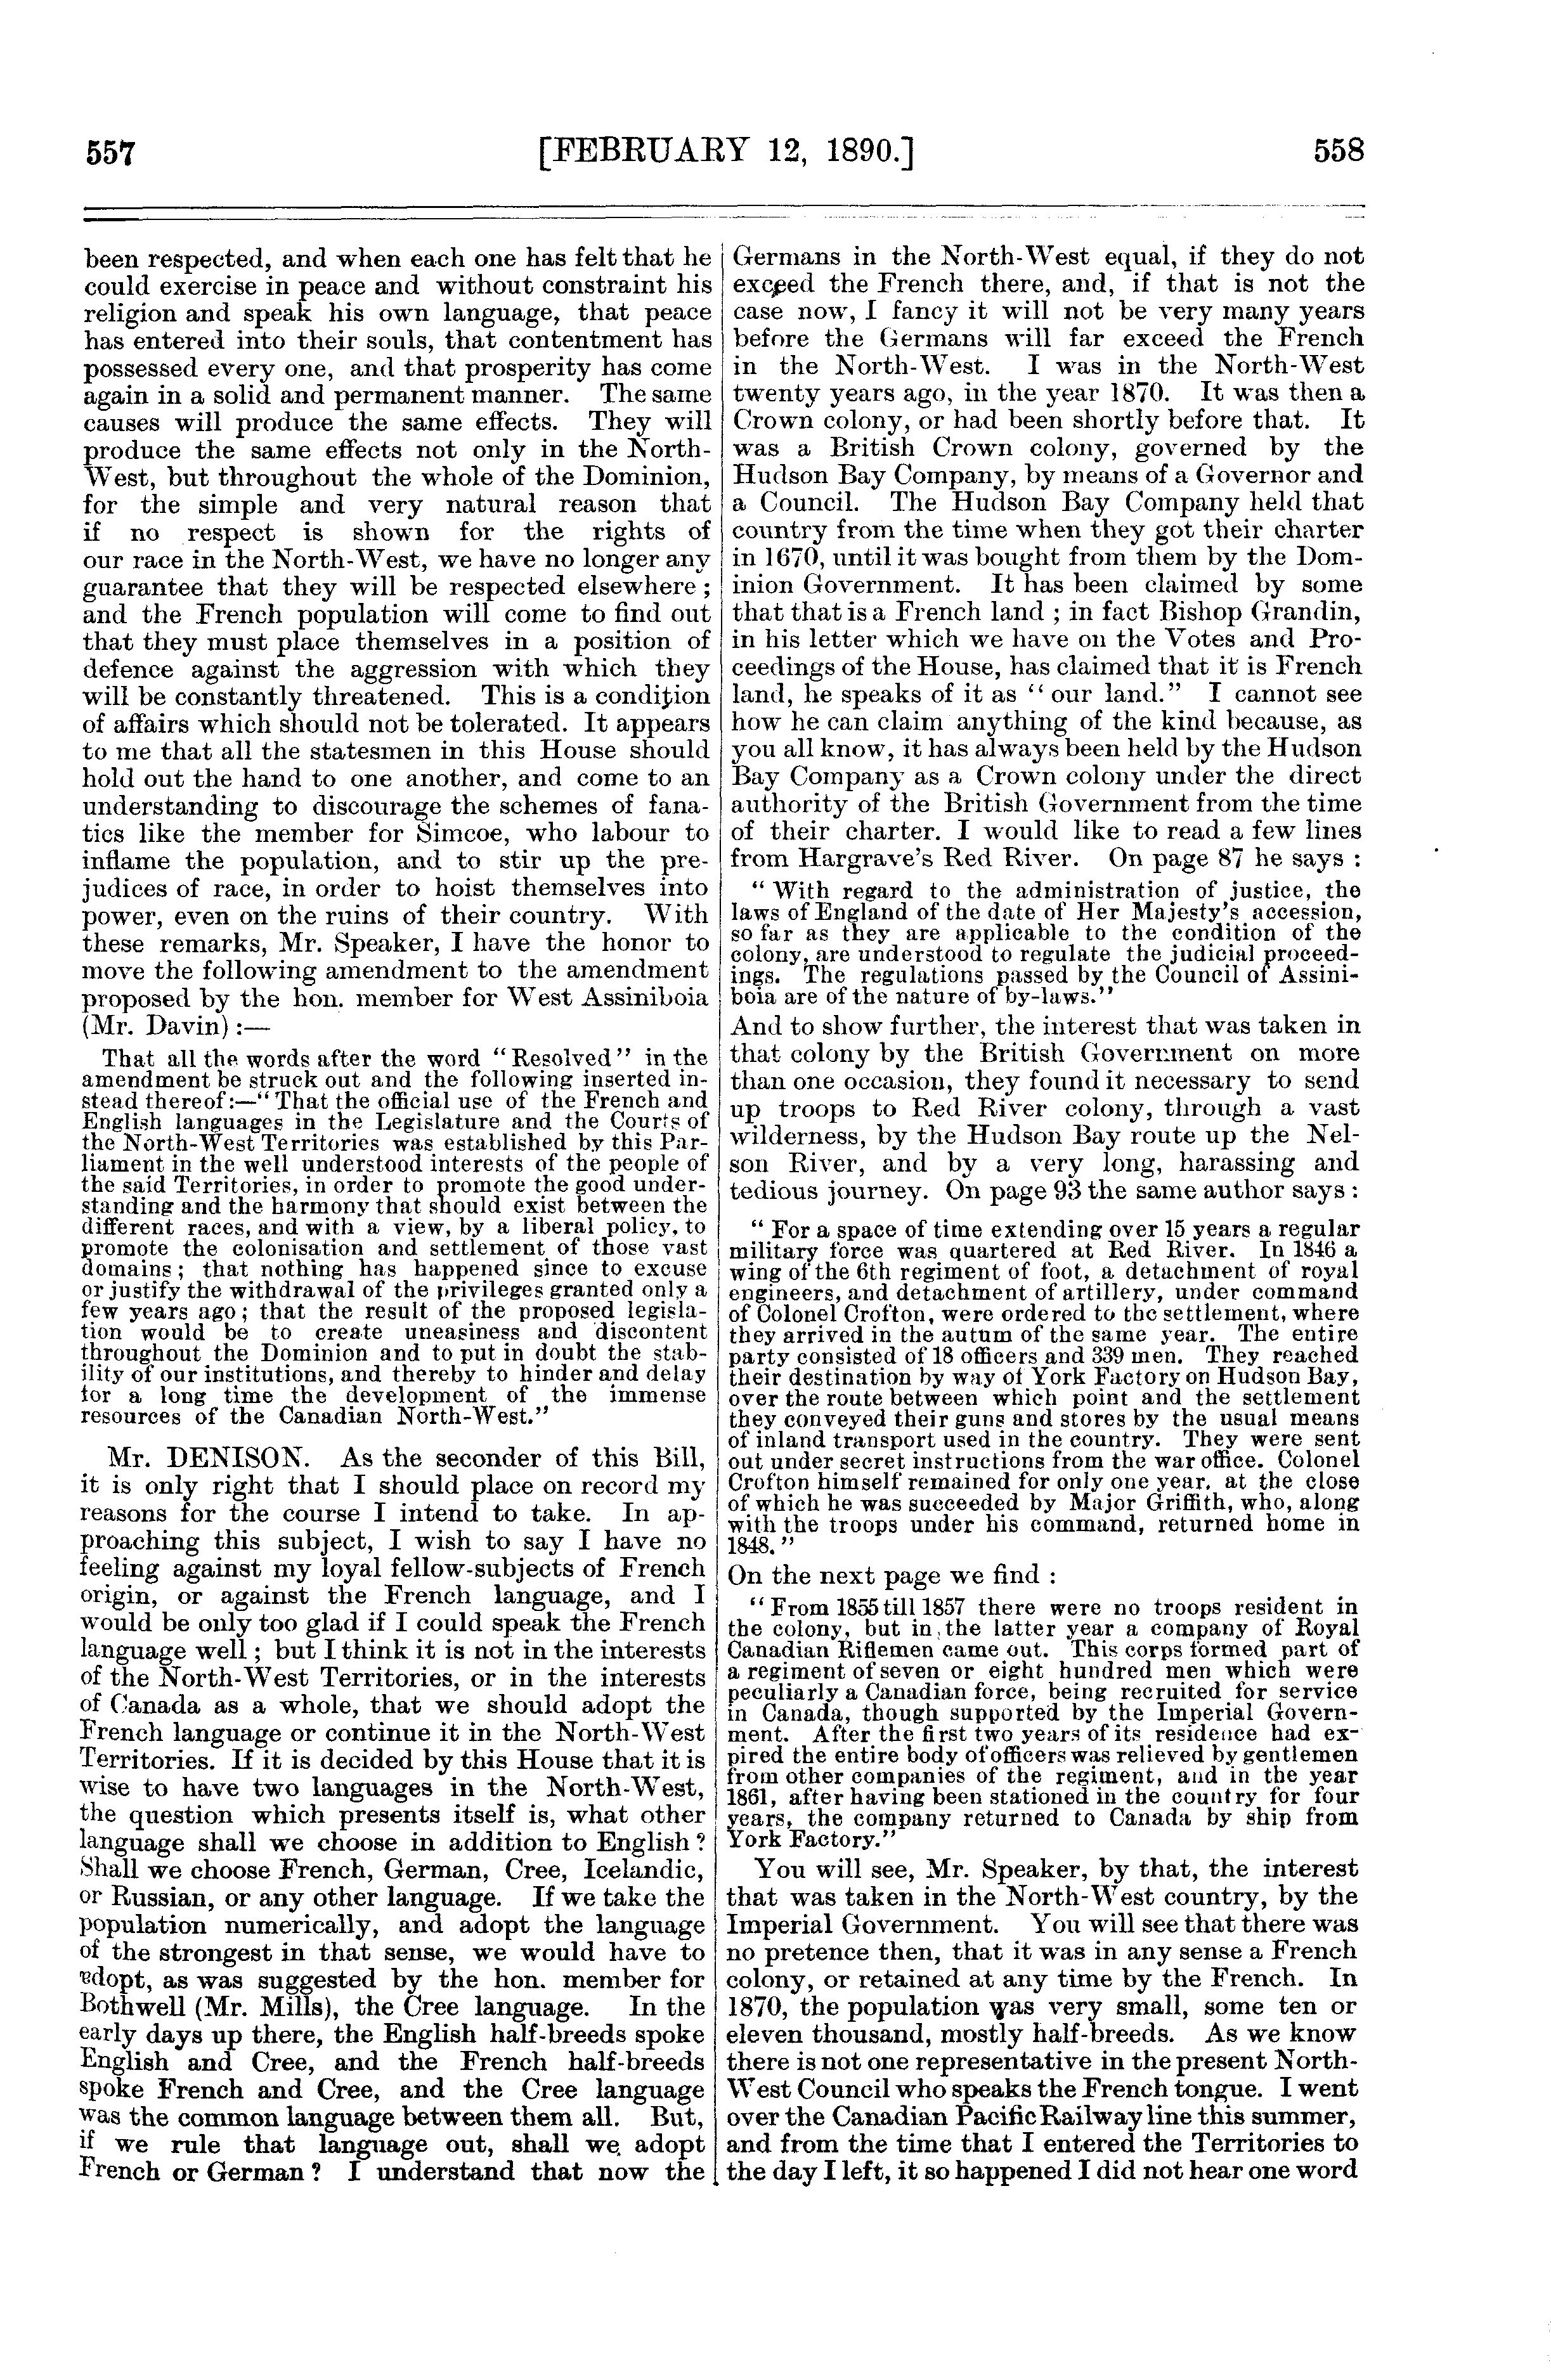 557
[FEBRUARY 12, 1890.]
558
been respected, and when each one has felt that he
could exercise in peace and without constraint his
religion and speak his own language, that peace
has entered into their souls, that contentment has
possessed every one, and that prosperity has come
again in a solid and permanent manner. The same
causes will produce the same effects. They will
produce the same effects not only in the North-
West, but throughout the whole of the Dominion,
for the simple and very natural reason that
if no respect is shown for the rights of
our race in the North-West, we have no longer any
guarantee that they will be respected elsewhere ;
and the French population will come to find out
that they must place themselves in a position of
defence against the aggression with which they
will be constantly threatened. This is a condition
of affairs which should not be tolerated. It appears
to me that all the statesmen in this House should
hold out the hand to one another, and come to an
understanding to discourage the schemes of fana-
tics like the member for Simcoe, who labour to
inflame the population, and to stir up the pre-
judices of race, in order to hoist themselves into
power, even on the ruins of their country. With
these remarks, Mr. Speaker, I have the honor to
move the following amendment to the amendment
proposed by the hon. member for West Assiniboia
(Mr. Davin) :—
That all the words after the word "Resolved" in the
amendment be struck out and the following inserted in-
stead thereof:—"That the official use of the French and
English languages in the Legislature and the Courts of
the North-West Territories was established by this Par-
liament in the well understood interests of the people of
the said Territories, in order to promote the good under-
standing and the harmony that should exist between the
different races, and with a view, by a liberal policy, to
promote the colonisation and settlement of those vast
domains ; that nothing has happened since to excuse
or justify the withdrawal of the privileges granted only a
few years ago ; that the result of the proposed legisla-
tion would be to create uneasiness and discontent
throughout the Dominion and to put in doubt the stab-
ility of our institutions, and thereby to hinder and delay
for a long time the development of the immense
resources of the Canadian North-West."
Mr. DENISON. As the seconder of this Bill,
it is only right that I should place on record my
reasons for the course I intend to take. In ap-
proaching this subject, I wish to say I have no
feeling against my loyal fellow-subjects of French
origin, or against the French language, and I
would be only too glad if I could speak the French
language well ; but I think it is not in the interests
of the North-West Territories, or in the interests
of Canada as a whole, that we should adopt the
French language or continue it in the North-West
Territories. If it is decided by this House that it is
wise to have two languages in the North-West,
the question which presents itself is, what other
language shall we choose in addition to English ?
Shall we choose French, German, Cree, Icelandic,
or Russian, or any other language. If we take the
population numerically, and adopt the language
of the strongest in that sense, we would have to
adopt, as was suggested by the hon. member for
Bothwell (Mr. Mills), the Cree language. In the
early days up there, the English half-breeds spoke
English and Cree, and the French half-breeds
spoke French and Cree, and the Cree language
was the common language between them all. But,
if we rule that language out, shall we adopt
French or German ? I understand that now the
Germans in the North-West equal, if they do not
exceed the French there, and, if that is not the
case now, I fancy it will not be very many years
before the Germans will far exceed the French
in the North-West. I was in the North-West
twenty years ago, in the year 1870. It was then a
Crown colony, or had been shortly before that. It
was a British Crown colony, governed by the
Hudson Bay Company, by means of a Governor and
a Council. The Hudson Bay Company held that
country from the time when they got their charter
in 1670, until it was bought from them by the Dom-
inion Government. It has been claimed by some
that that is a French land ; in fact Bishop Grandin,
in his letter which we have on the Votes and Pro-
ceedings of the House, has claimed that it is French
land, he speaks of it as "our land." I cannot see
how he can claim anything of the kind because, as
you all know, it has always been held by the Hudson
Bay Company as a Crown colony under the direct
authority of the British Government from the time
of their charter. I would like to read a few lines
from Hargrave's Red River. On page 87 he says :
"With regard to the administration of justice, the
laws of England of the date of Her Majesty's accession,
so far as they are applicable to the condition of the
colony, are understood to regulate the judicial proceed-
ings. The regulations passed by the Council of Assini-
boia are of the nature of by-laws."
And to show further, the interest that was taken in
that colony by the British Government on more
than one occasion, they found it necessary to send
up troops to Red River colony, through a vast
wilderness, by the Hudson Bay route up the Nel-
son River, and by a very long, harassing and
tedious journey. On page 93 the same author says :
"For a space of time extending over 15 years a regular
military force was quartered at Red River. In 1846 a
wing of the 6th regiment of foot, a detachment of royal
engineers, and detachment of artillery, under command
of Colonel Crofton, were ordered to the settlement, where
they arrived in the autum of the same year. The entire
party consisted of 18 officers and 339 men. They reached
their destination by way of York Factory on Hudson Bay,
over the route between which point and the settlement
they conveyed their guns and stores by the usual means
of inland transport used in the country. They were sent
out under secret instructions from the war office. Colonel
Crofton himself remained for only one year, at the close
of which he was succeeded by Major Griffith, who, along
with the troops under his command, returned home in
1848."
On the next page we find :
"From 1855 till 1857 there were no troops resident in
the colony, but in the latter year a company of Royal
Canadian Riflemen came out. This corps formed part of
a regiment of seven or eight hundred men which were
peculiarly a Canadian force, being recruited for service
in Canada, though supported by the Imperial Govern-
ment. After the first two years of its residence had ex-
pired the entire body of officers was relieved by gentlemen
from other companies of the regiment, and in the year
1861, after having been stationed in the country for four
years, the company returned to Canada by ship from
York Factory."
You will see, Mr. Speaker, by that, the interest
that was taken in the North-West country, by the
Imperial Government. You will see that there was
no pretence then, that it was in any sense a French
colony, or retained at any time by the French. In
1870, the population was very small, some ten or
eleven thousand, mostly half-breeds. As we know
there is not one representative in the present North-
West Council who speaks the French tongue. I went
over the Canadian Pacific Railway line this summer,
and from the time that I entered the Territories to
the day I left, it so happened I did not hear one word